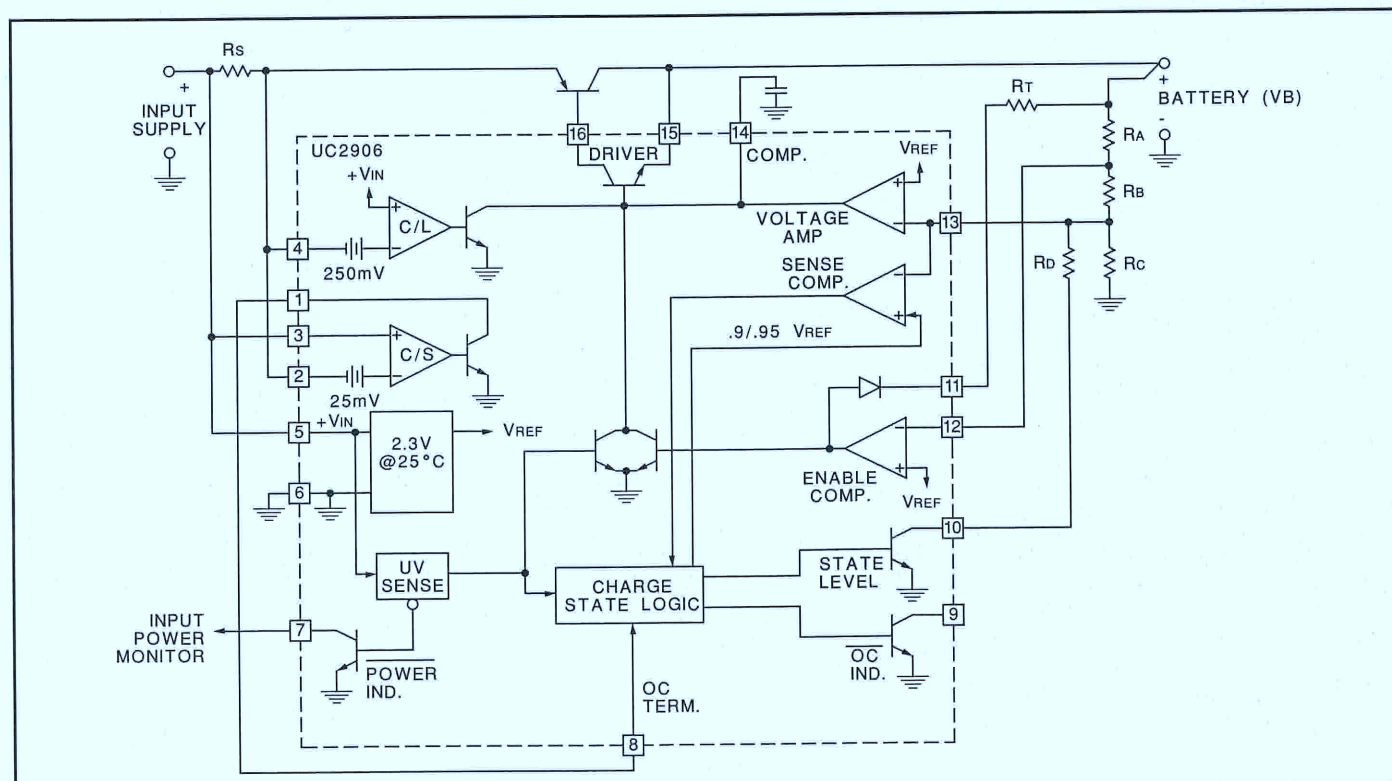 RS
+
INPUT
SUPPLY
RT
+
BATTERY (VB)
-
RA
16
15
14
UC2906
DRIVER
COMP.
VREF
+VIN
RB
+
C/L
-
+
-
VOLTAGE
AMP
13
4
250mV
RD
RC
SENSE
COMP.
-
+
1
3
+
C/S
-
.9/.95 VREF
2
25mV
11
+VIN
5
2.3V
@25°C
VREF
-
12
+
ENABLE
COMP.
VREF
6
10
UV
SENSE
CHARGE
STATE LOGIC
STATE
LEVEL
9
INPUT
POWER
MONITOR
7
POWER
IND.
OC
IND.
OC
TERM.
8